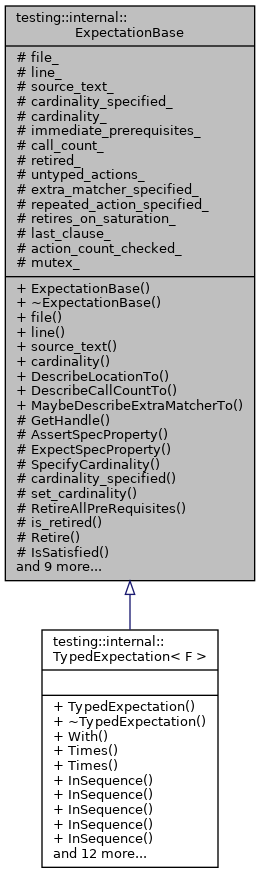 testing::internal::
ExpectationBase
# file_
# line_
# source_text_
# cardinality_specified_
# cardinality_
# immediate_prerequisites_
# call_count_
# retired_
# untyped_actions_
# extra_matcher_specified_
# repeated_action_specified_
# retires_on_saturation_
# last_clause_
# action_count_checked_
# mutex_
+ ExpectationBase()
+ ~ExpectationBase()
+ file()
+ line()
+ source_text()
+ cardinality()
+ DescribeLocationTo()
+ DescribeCallCountTo()
+ MaybeDescribeExtraMatcherTo()
# GetHandle()
# AssertSpecProperty()
# ExpectSpecProperty()
# SpecifyCardinality()
# cardinality_specified()
# set_cardinality()
# RetireAllPreRequisites()
# is_retired()
# Retire()
# IsSatisfied()
and 9 more...
testing::internal::
TypedExpectation< F >
+ TypedExpectation()
+ ~TypedExpectation()
+ With()
+ Times()
+ Times()
+ InSequence()
+ InSequence()
+ InSequence()
+ InSequence()
+ InSequence()
and 12 more...